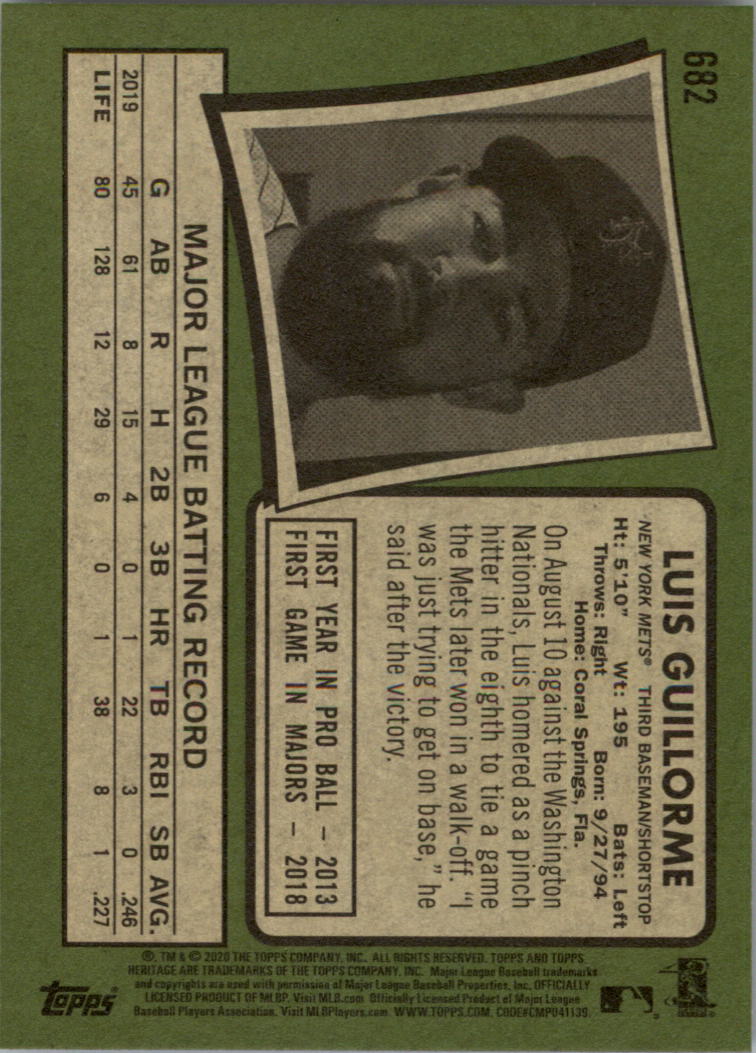 682
LUIS GUILLORME
NEW YORK METS® THIRD BASEMAN/SHORTSTOP
Ht: 5'10" Wt: 195 Bats: Left
Throws: Right Born: 9/27/94
Home: Coral Springs, Fla.
On August 10 against the Washington
Nationals, Luis homered as a pinch
hitter in the eighth to tie a game
the Mets later won in a walk-off. "I
was just trying to get on base," he
said after the victory.
FIRST YEAR IN PRO BALL – 2013
FIRST GAME IN MAJORS – 2018
MAJOR LEAGUE BATTING RECORD
G AB R H 2B 3B HR TB RBI SB AVG.
2019 45 61 8 15 4 0 1 22 3 0 .246
LIFE 80 128 12 29 6 0 1 38 8 1 .227
®, TM & © 2020 THE TOPPS COMPANY, INC. ALL RIGHTS RESERVED. TOPPS AND TOPPS
HERITAGE ARE TRADEMARKS OF THE TOPPS COMPANY, INC. Major League Baseball trademarks
and copyrights are used with permission of Major League Baseball Properties, Inc. OFFICIALLY
LICENSED PRODUCT OF MLBP. Visit MLB.com Officially Licensed Product of Major League
Baseball Players Association. Visit MLBPlayers.com. WWW.TOPPS.COM. CODE#CMP041139
topps